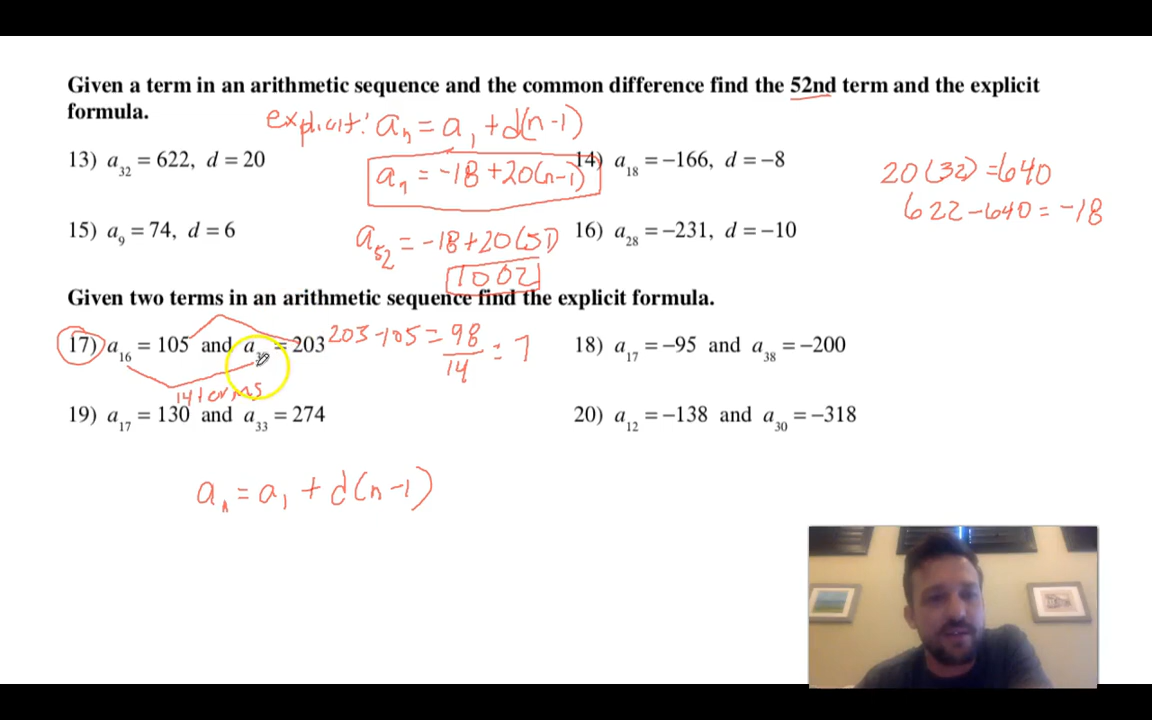 Given a term in an arithmetic sequence and the common difference find the 52nd term and the explicit
formula.
explicit: aₙ = a₁ + d(n-1)
13) a₃₂ = 622, d = 20
aₙ = -18 + 20(n-1)
14) a₁₈ = −166, d = −8
20(32) = 640
622 - 640 = -18
15) a₉ = 74, d = 6
a₅₂ = -18 + 20(51)
1002
16) a₂₈ = −231, d = −10
Given two terms in an arithmetic sequence find the explicit formula.
17) a₁₆ = 105 and a = 203
203 - 105 = 98
14
= 7
14 terms
18) a₁₇ = −95 and a₃₈ = −200
19) a₁₇ = 130 and a₃₃ = 274
20) a₁₂ = −138 and a₃₀ = −318
aₙ = a₁ + d(n-1)